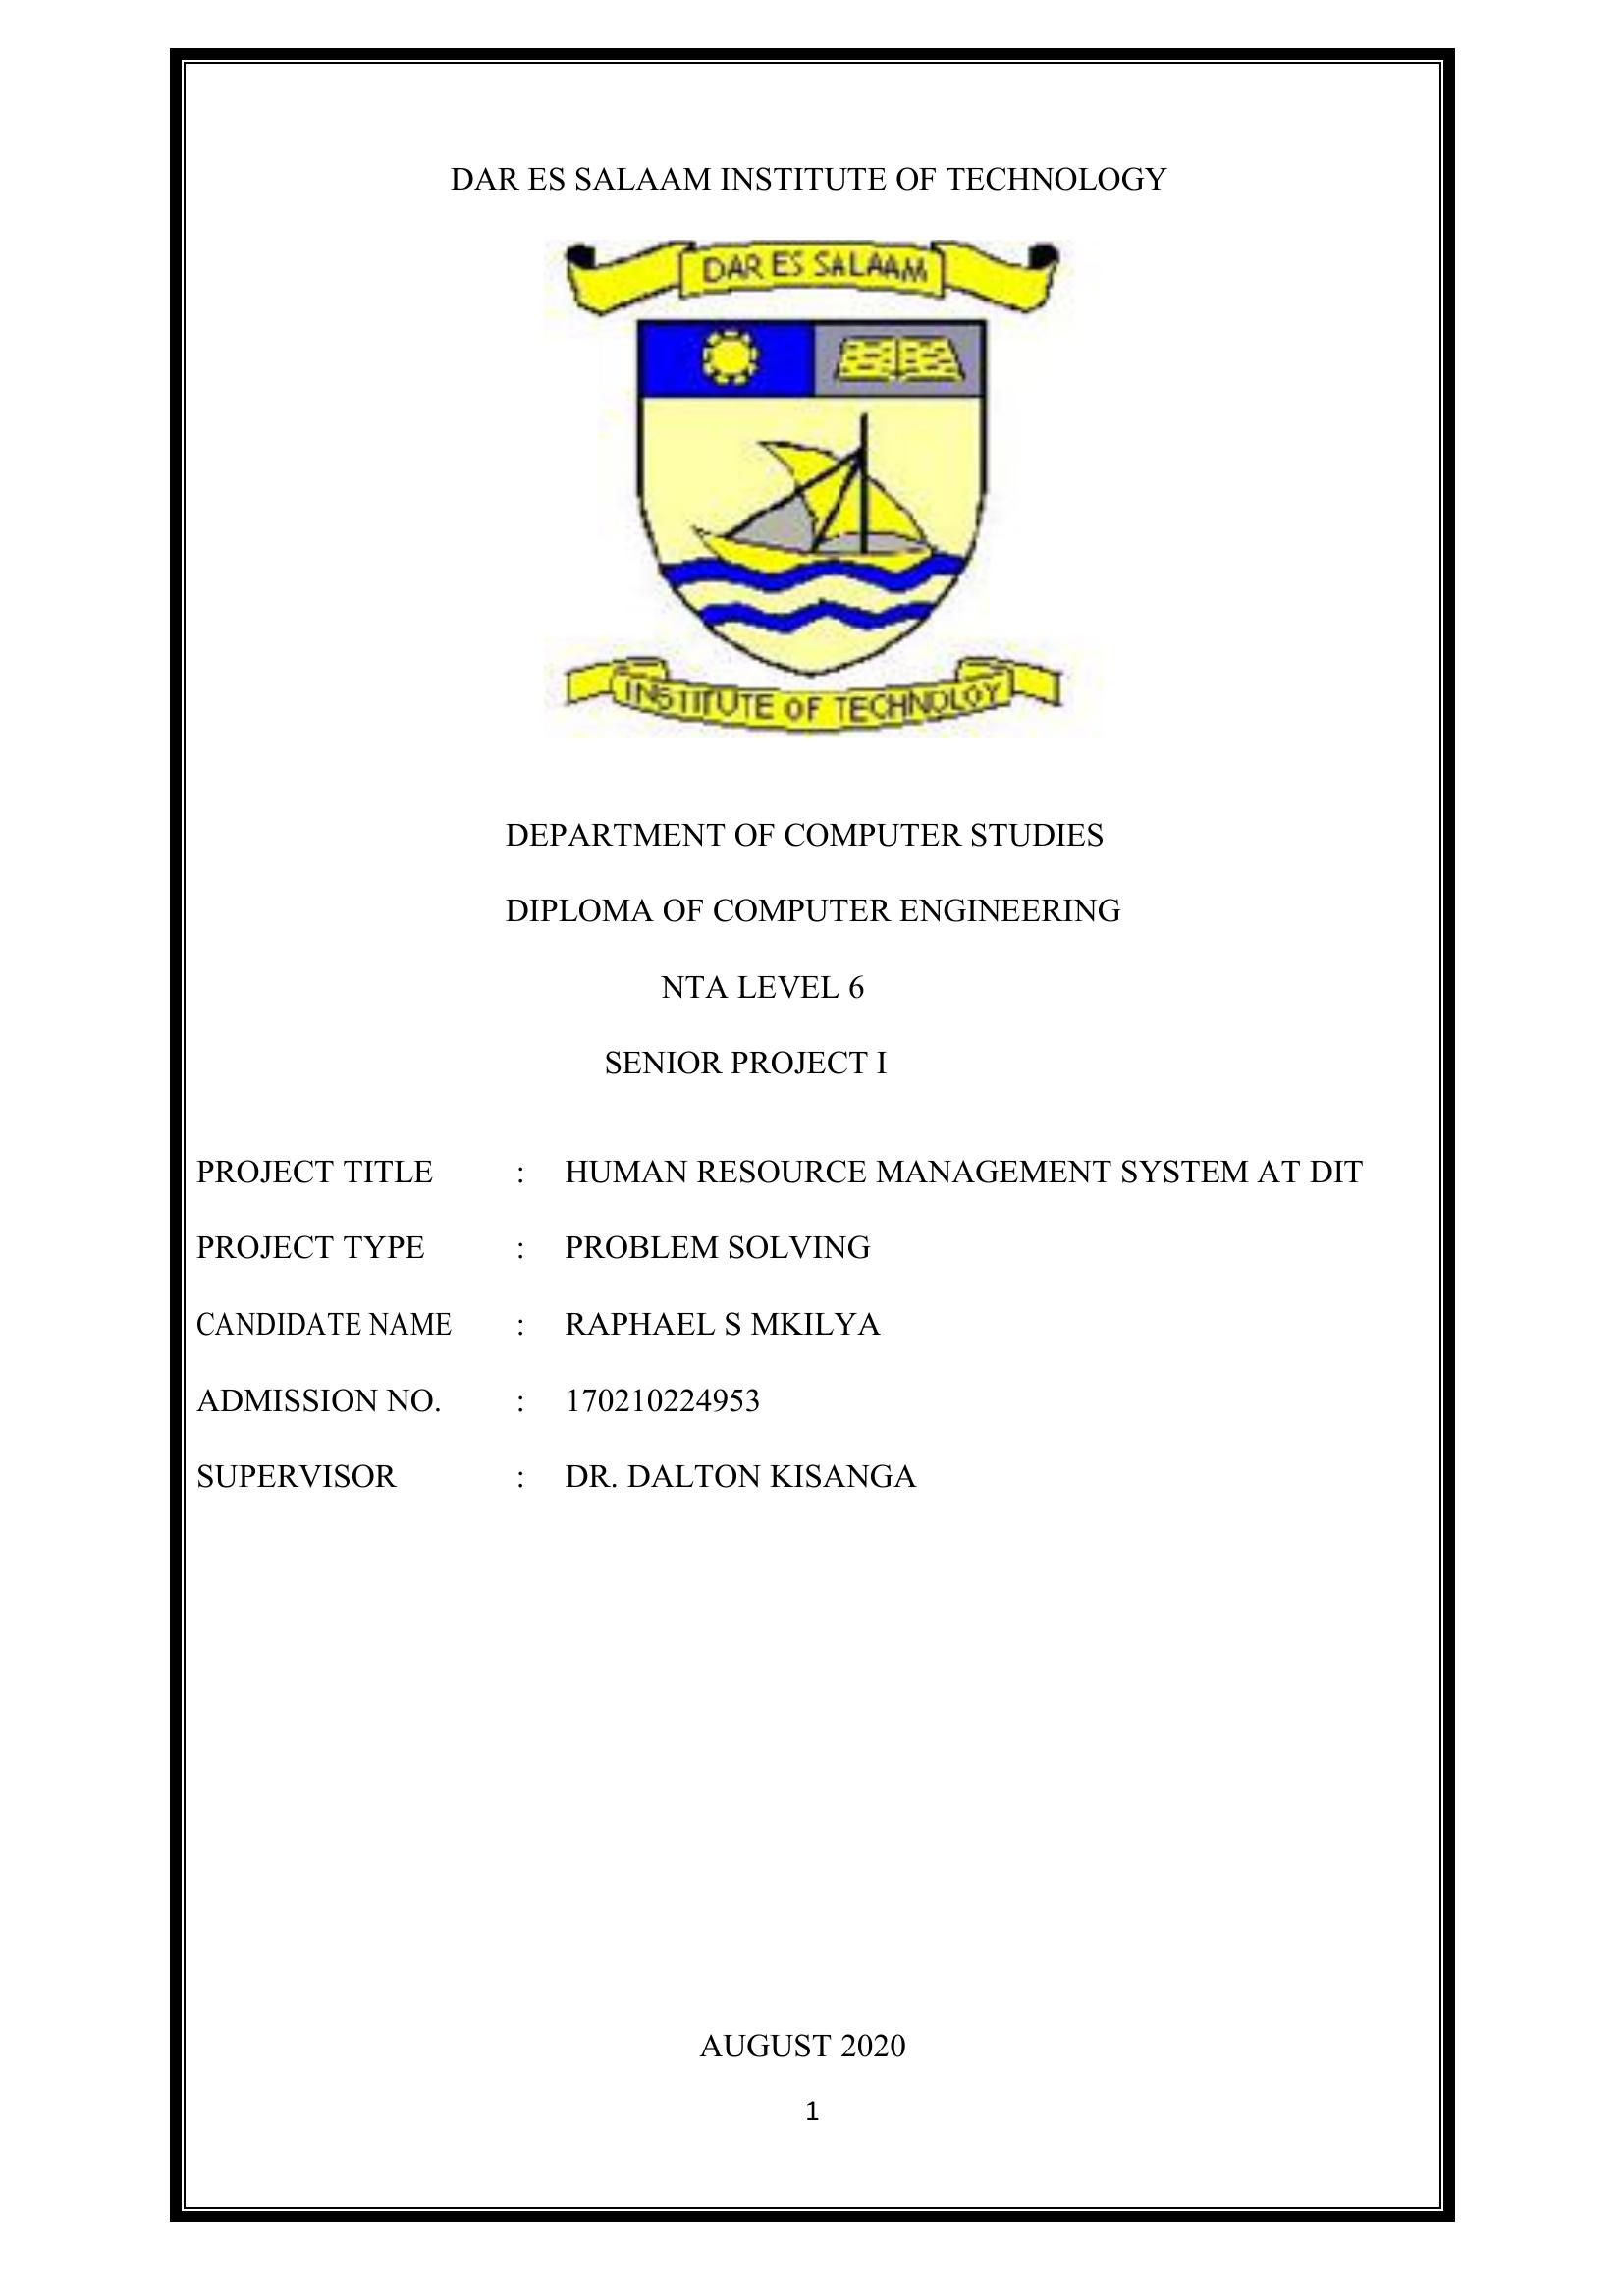 DAR ES SALAAM INSTITUTE OF TECHNOLOGY
DAR ES SALAAM
INSTITUTE OF TECHNOLOY
DEPARTMENT OF COMPUTER STUDIES
DIPLOMA OF COMPUTER ENGINEERING
NTA LEVEL 6
SENIOR PROJECT I
PROJECT TITLE : HUMAN RESOURCE MANAGEMENT SYSTEM AT DIT
PROJECT TYPE : PROBLEM SOLVING
CANDIDATE NAME : RAPHAEL S MKILYA
ADMISSION NO. : 170210224953
SUPERVISOR : DR. DALTON KISANGA
AUGUST 2020
1